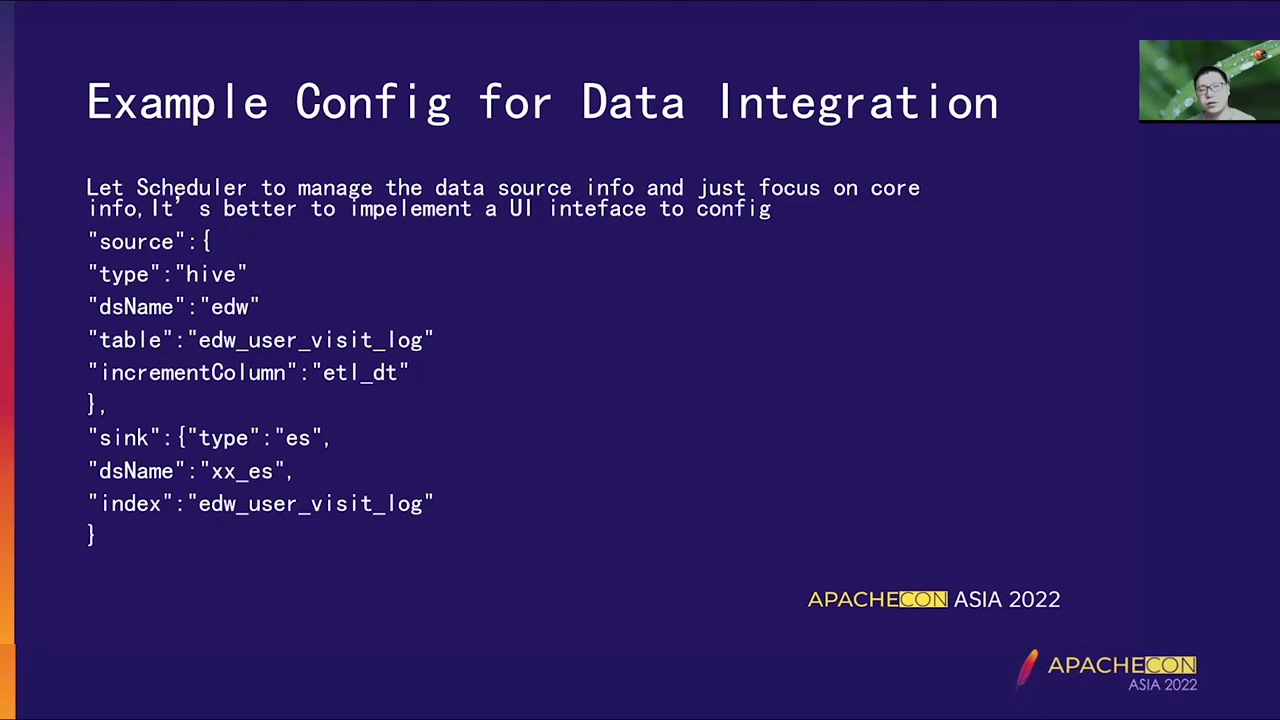 Example Config for Data Integration
Let Scheduler to manage the data source info and just focus on core
info,It’s better to impelement a UI inteface to config
"source":{
"type":"hive"
"dsName":"edw"
"table":"edw_user_visit_log"
"incrementColumn":"etl_dt"
},
"sink":{"type":"es",
"dsName":"xx_es",
"index":"edw_user_visit_log"
}
APACHECON ASIA 2022
APACHECON
ASIA 2022